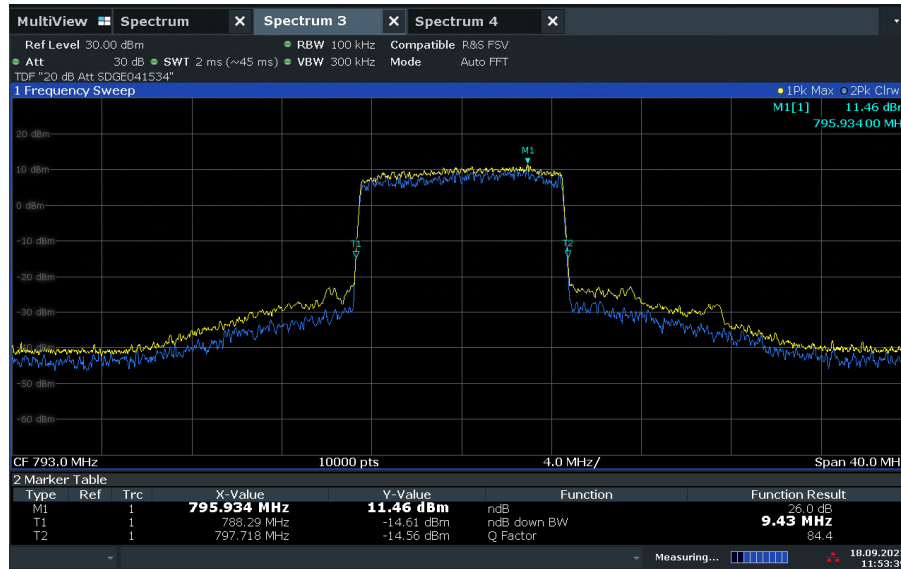 MultiView Spectrum X Spectrum 3 X Spectrum 4 X
Ref Level 30.00 dBm RBW 100 kHz Compatible R&S FSV
Att 30 dB SWT 2 ms (~45 ms) VBW 300 kHz Mode Auto FFT
TDF "20 dB Att SDGE041534"
1 Frequency Sweep 1Pk Max 2Pk Clrw
M1[1] 11.46 dB
795.93400 MH
20 dBm
M1
10 dBm
0 dBm
-10 dBm
T1 T2
-20 dBm
-30 dBm
-50 dBm
-60 dBm
CF 793.0 MHz 10000 pts 4.0 MHz/ Span 40.0 MH
2 Marker Table
Type Ref Trc X-Value Y-Value Function Function Result
M1 1 795.934 MHz 11.46 dBm ndB 26.0 dB
T1 1 788.29 MHz -14.61 dBm ndB down BW 9.43 MHz
T2 1 797.718 MHz -14.56 dBm Q Factor 84.4
Measuring... 18.09.202
11:53:3